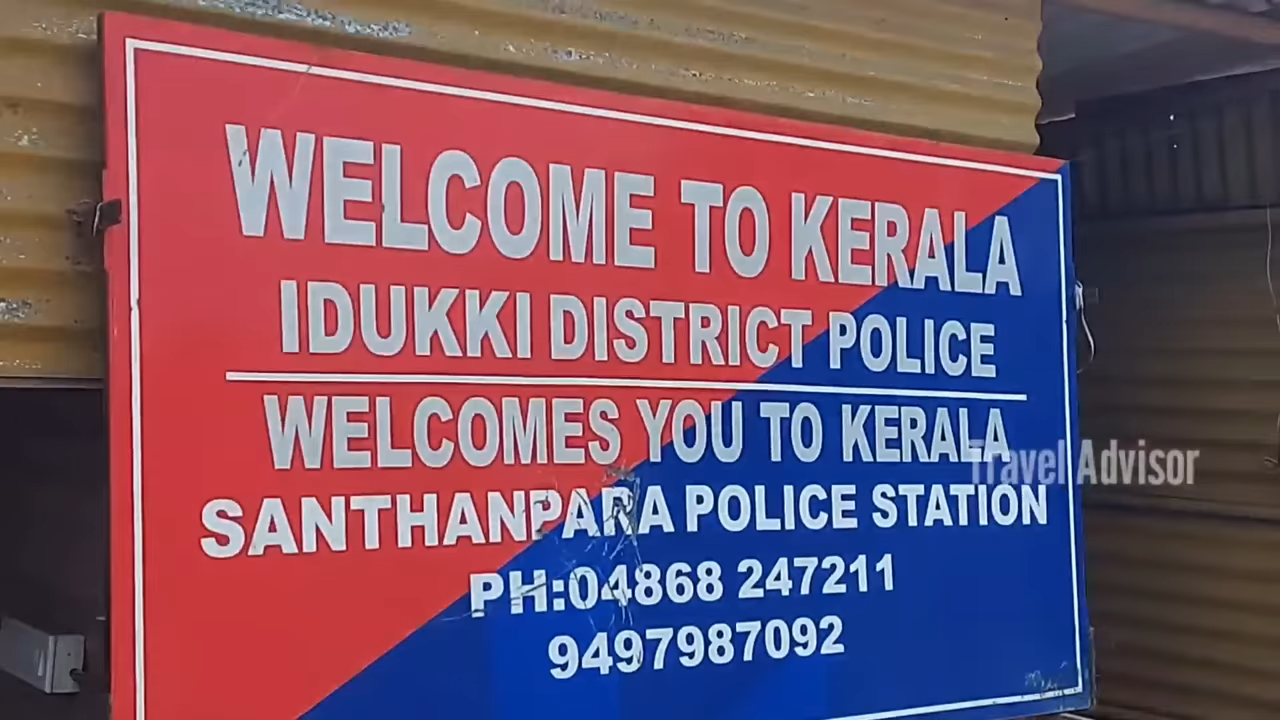 WELCOME TO KERALA
IDUKKI DISTRICT POLICE
WELCOMES YOU TO KERALA
SANTHANPARA POLICE STATION
PH:04868 247211
9497987092
Travel Advisor